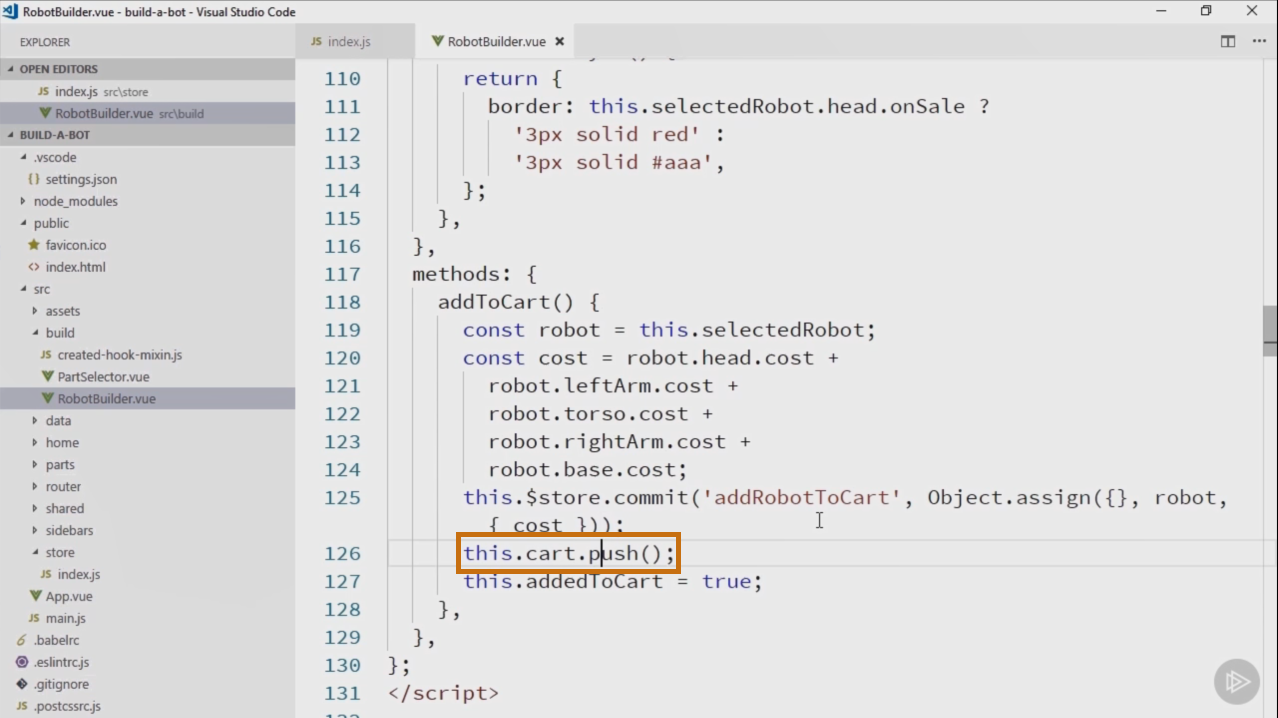 RobotBuilder.vue - build-a-bot - Visual Studio Code
EXPLORER
JS index.js
RobotBuilder.vue ×
OPEN EDITORS
JS index.js src\store
RobotBuilder.vue src\build
BUILD-A-BOT
.vscode
{} settings.json
node_modules
public
favicon.ico
<> index.html
src
assets
build
JS created-hook-mixin.js
PartSelector.vue
RobotBuilder.vue
data
home
parts
router
shared
sidebars
store
JS index.js
App.vue
JS main.js
.babelrc
.eslintrc.js
.gitignore
JS .postcssrc.js
110 return {
111 border: this.selectedRobot.head.onSale ?
112 '3px solid red' :
113 '3px solid #aaa',
114 };
115 },
116 },
117 methods: {
118 addToCart() {
119 const robot = this.selectedRobot;
120 const cost = robot.head.cost +
121 robot.leftArm.cost +
122 robot.torso.cost +
123 robot.rightArm.cost +
124 robot.base.cost;
125 this.$store.commit('addRobotToCart', Object.assign({}, robot,
{ cost }));
126 this.cart.push();
127 this.addedToCart = true;
128 },
129 },
130 };
131 </script>